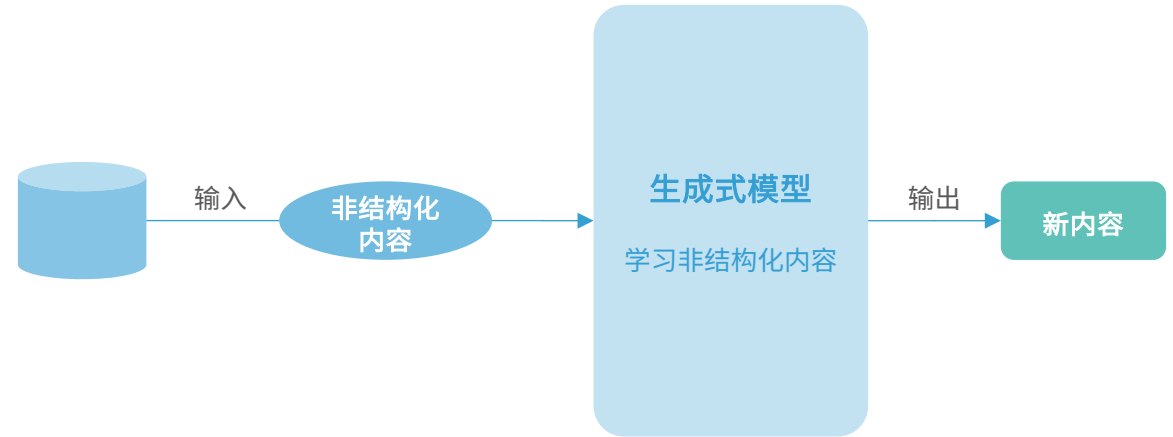 输入
非结构化
内容
生成式模型
学习非结构化内容
输出
新内容